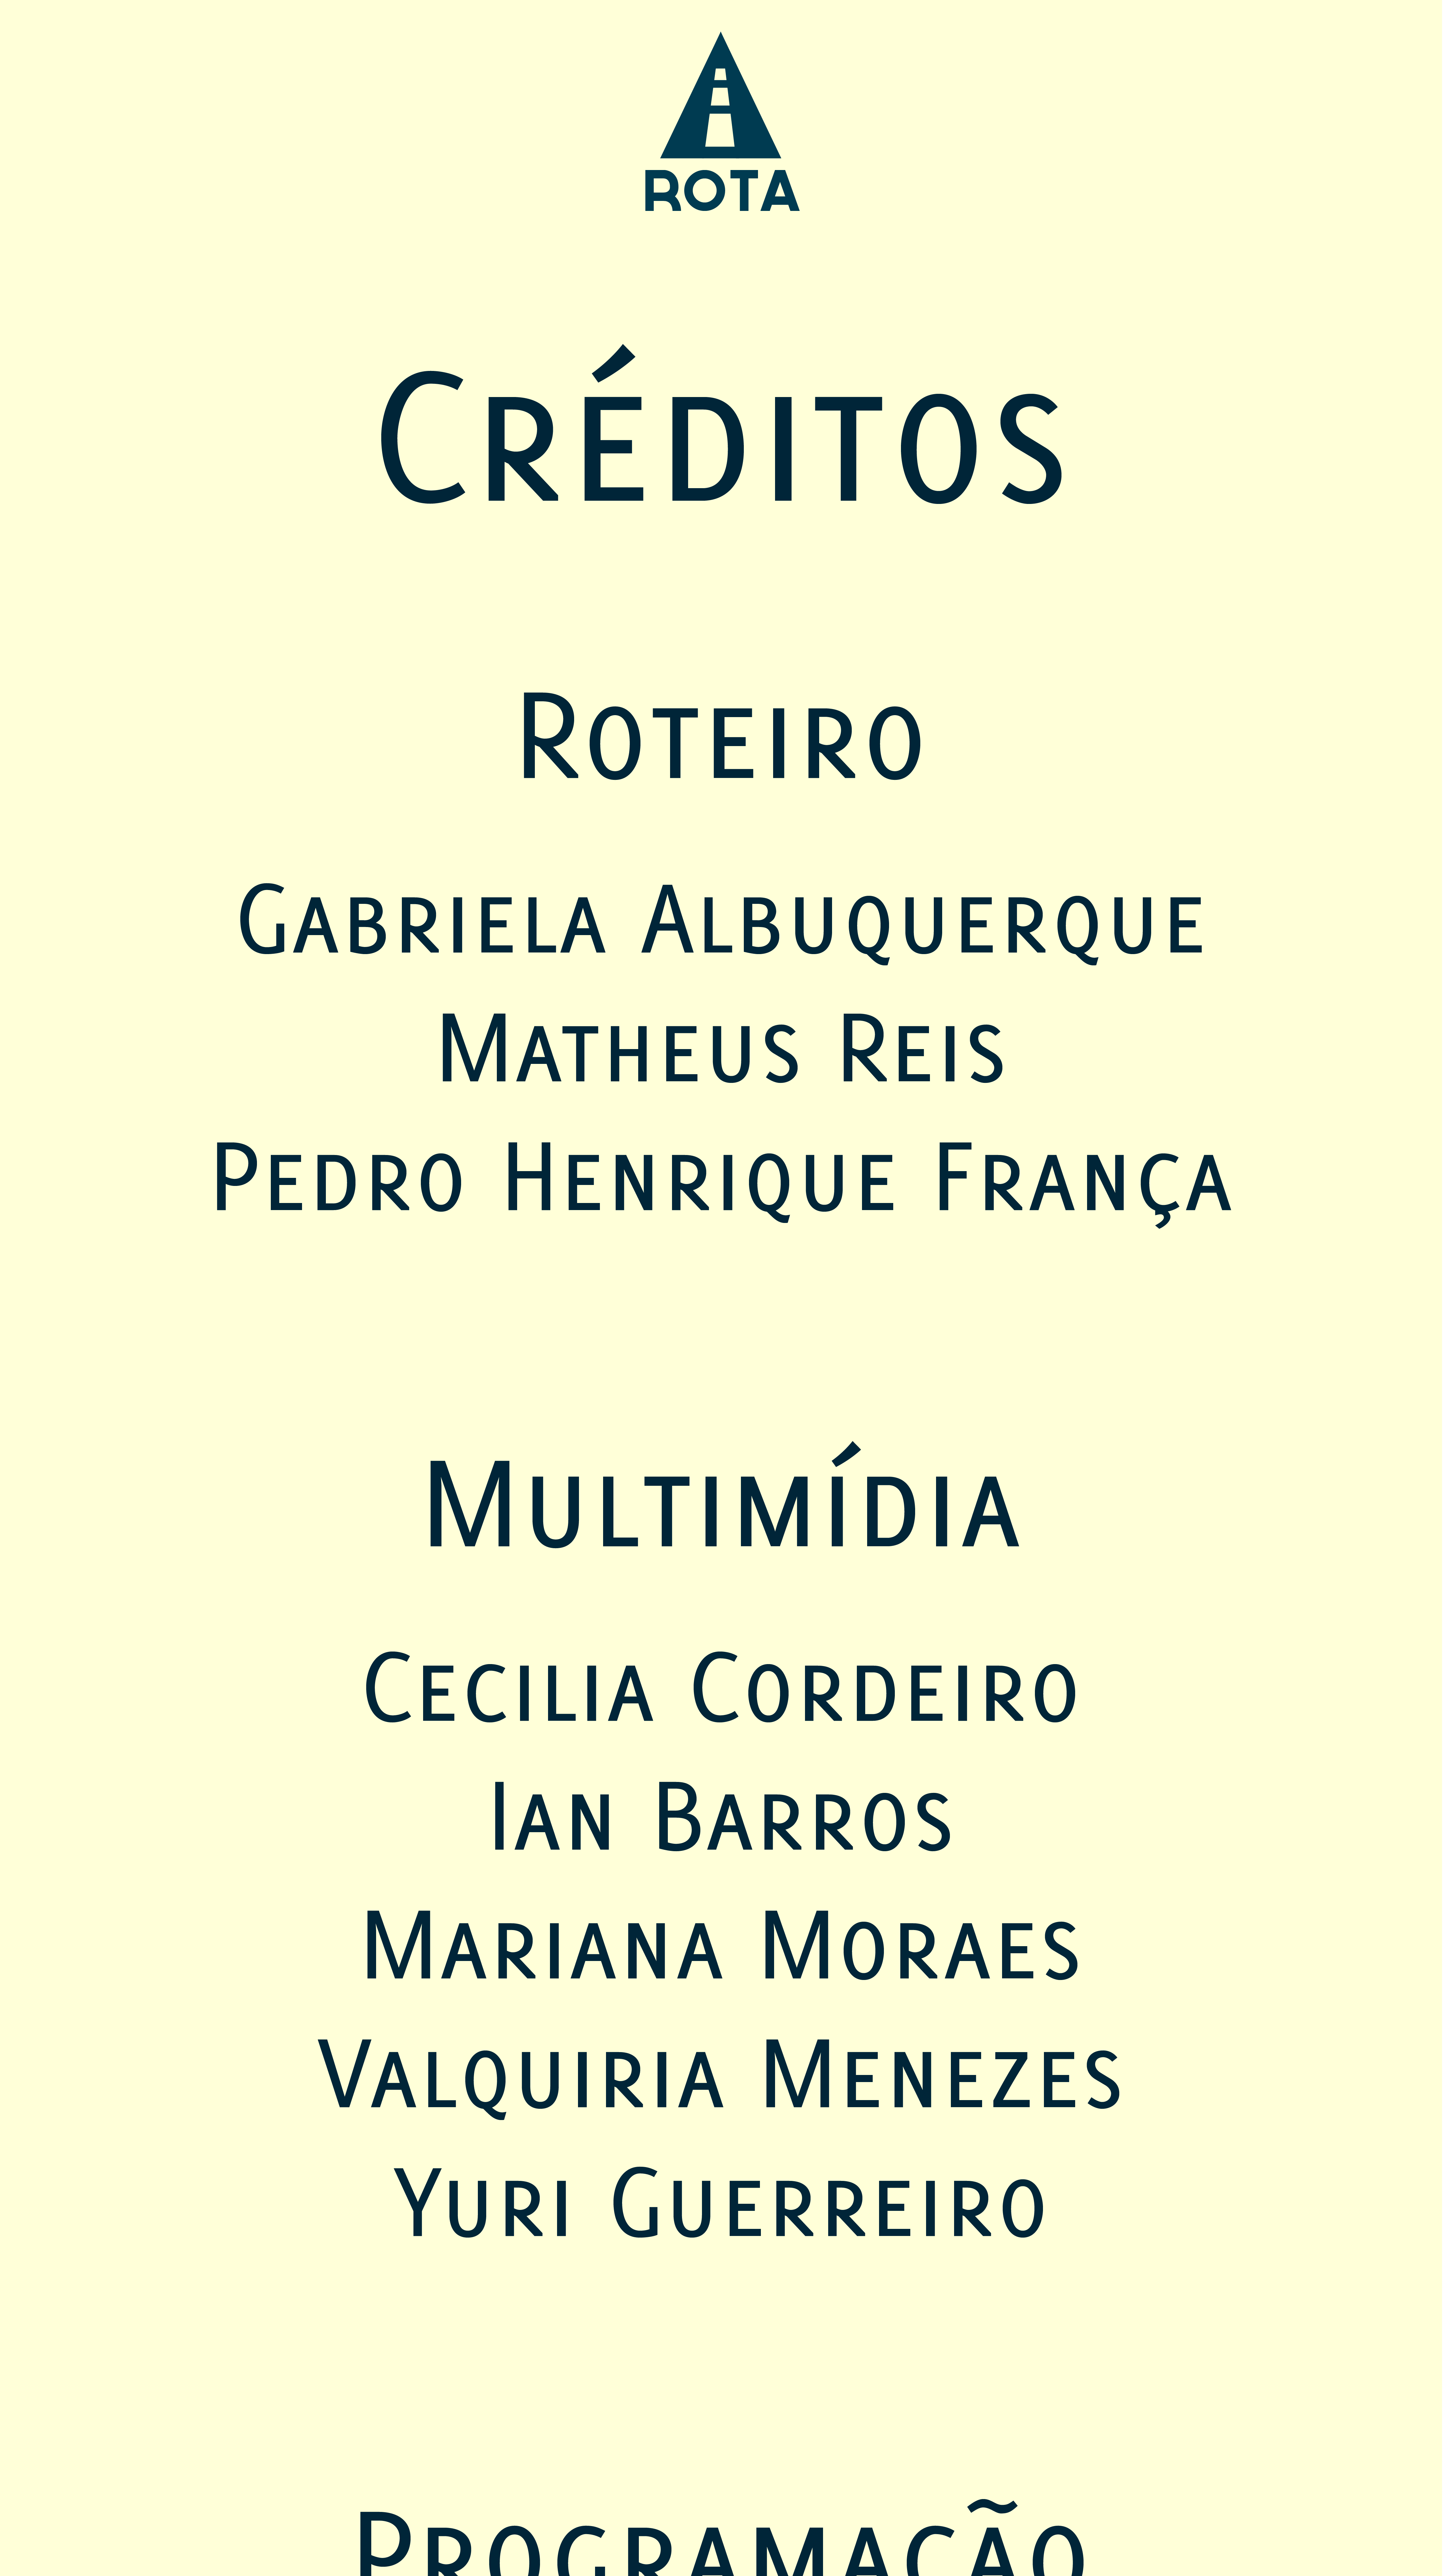 ROTA
Créditos
Roteiro
Gabriela Albuquerque
Matheus Reis
Pedro Henrique França
Multimídia
Cecilia Cordeiro
Ian Barros
Mariana Moraes
Valquiria Menezes
Yuri Guerreiro
Programação